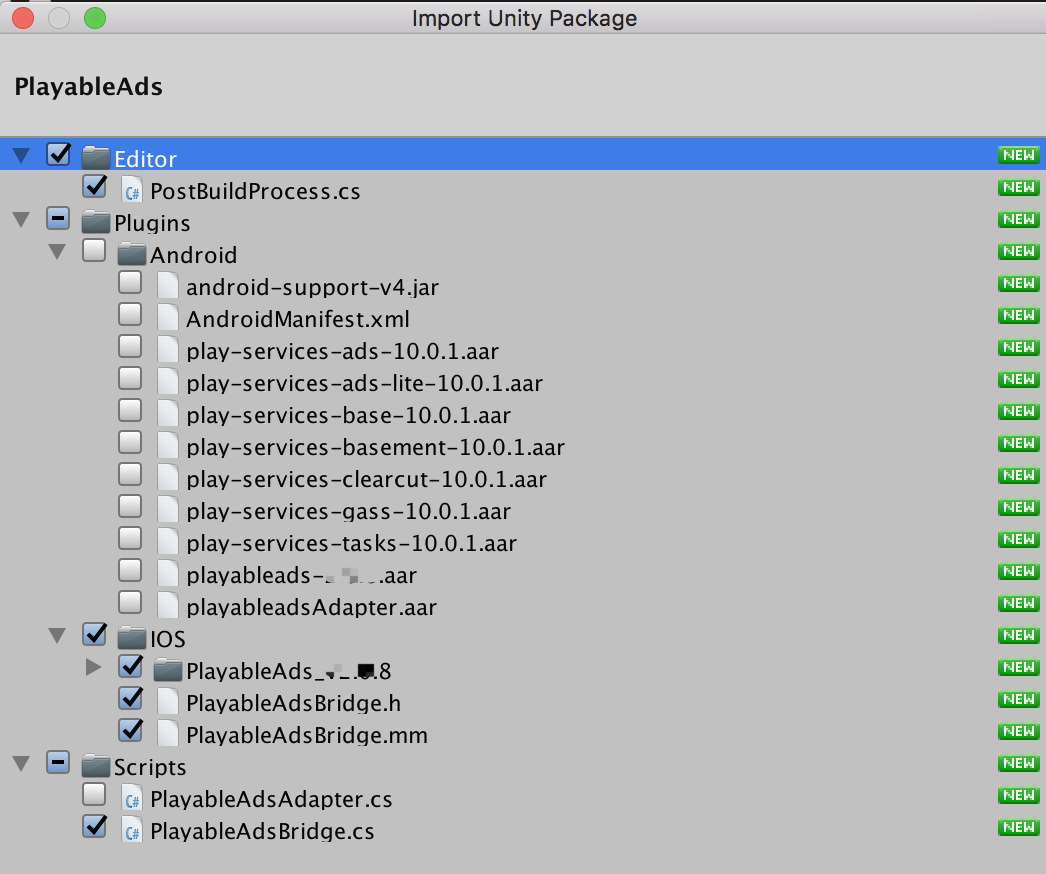 Import Unity Package
PlayableAds
Editor NEW
C# PostBuildProcess.cs NEW
Plugins NEW
Android NEW
android-support-v4.jar NEW
AndroidManifest.xml NEW
play-services-ads-10.0.1.aar NEW
play-services-ads-lite-10.0.1.aar NEW
play-services-base-10.0.1.aar NEW
play-services-basement-10.0.1.aar NEW
play-services-clearcut-10.0.1.aar NEW
play-services-gass-10.0.1.aar NEW
play-services-tasks-10.0.1.aar NEW
playableads- .aar NEW
playableadsAdapter.aar NEW
IOS NEW
PlayableAds_ .8 NEW
PlayableAdsBridge.h NEW
PlayableAdsBridge.mm NEW
Scripts NEW
C# PlayableAdsAdapter.cs NEW
C# PlayableAdsBridge.cs NEW